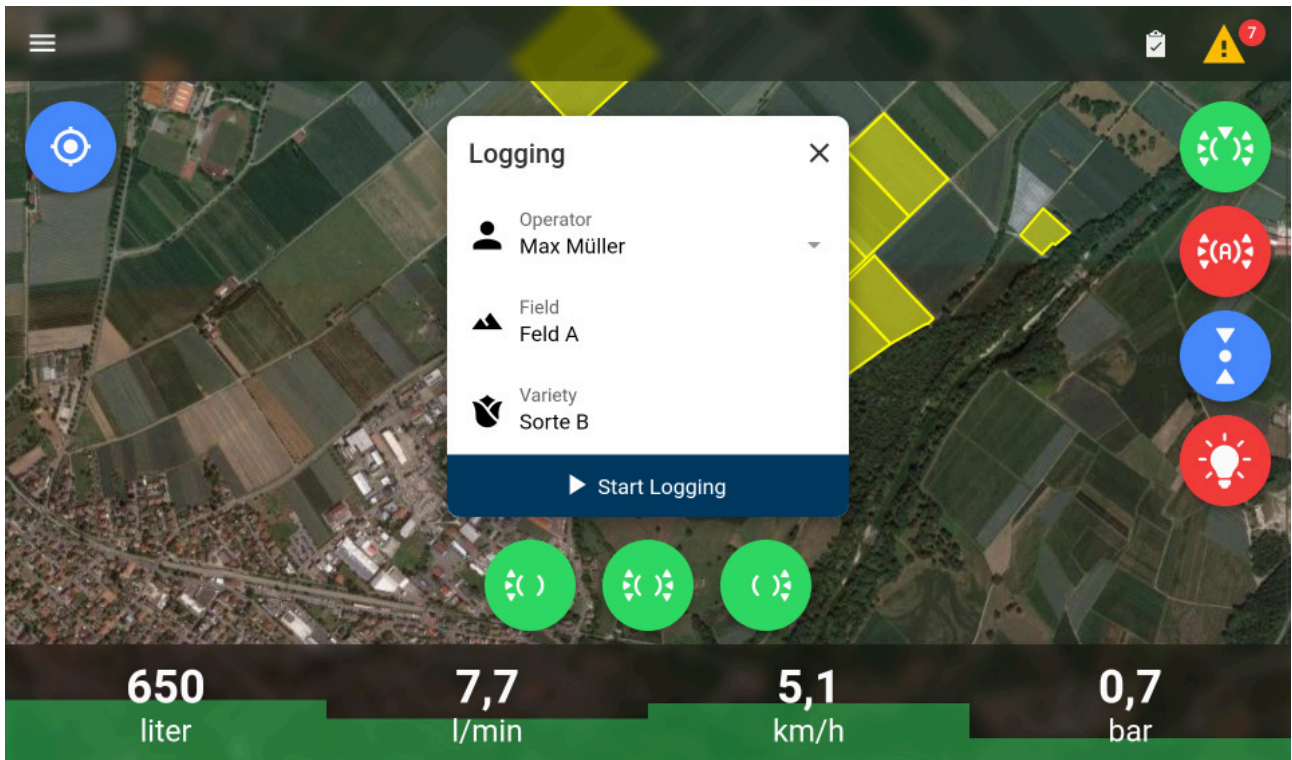 7
Logging
Operator
Max Müller
Field
Feld A
Variety
Sorte B
Start Logging
(A)
650
7,7
5,1
0,7
liter
l/min
km/h
bar